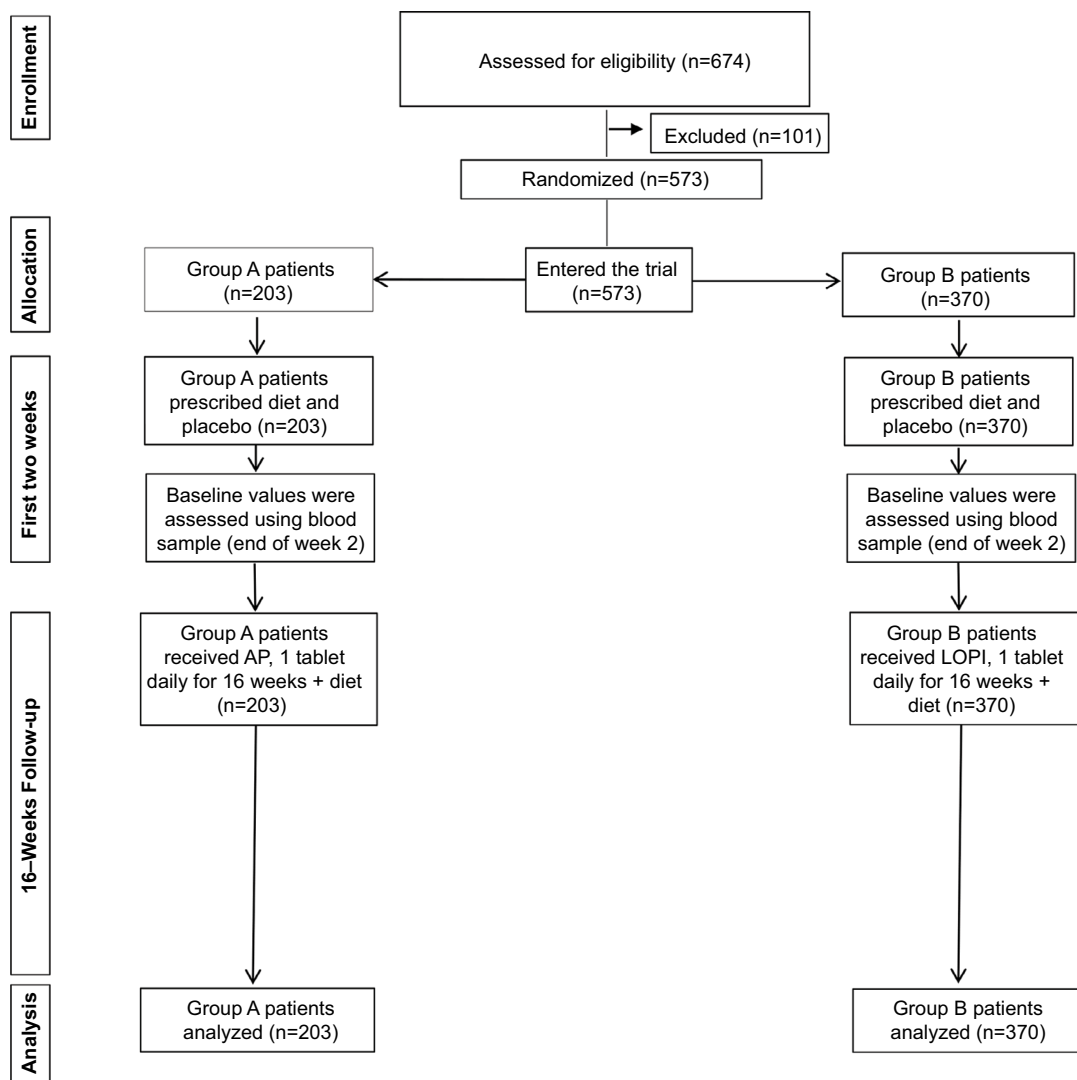 Enrollment
Assessed for eligibility (n=674)
Excluded (n=101)
Randomized (n=573)
Allocation
Group A patients
(n=203)
Entered the trial
(n=573)
Group B patients
(n=370)
First two weeks
Group A patients
prescribed diet and
placebo (n=203)
Group B patients
prescribed diet and
placebo (n=370)
Baseline values were
assessed using blood
sample (end of week 2)
Baseline values were
assessed using blood
sample (end of week 2)
16–Weeks Follow-up
Group A patients
received AP, 1 tablet
daily for 16 weeks + diet
(n=203)
Group B patients
received LOPI, 1 tablet
daily for 16 weeks +
diet (n=370)
Analysis
Group A patients
analyzed (n=203)
Group B patients
analyzed (n=370)